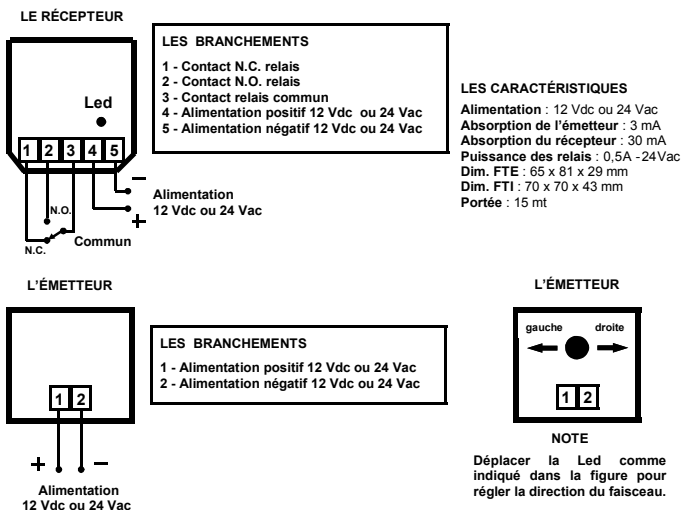 LE RÉCEPTEUR
Led
1 2 3 4 5
N.O.
N.C.
Commun
−
+
Alimentation
12 Vdc ou 24 Vac
LES BRANCHEMENTS
1 - Contact N.C. relais
2 - Contact N.O. relais
3 - Contact relais commun
4 - Alimentation positif 12 Vdc ou 24 Vac
5 - Alimentation négatif 12 Vdc ou 24 Vac
LES CARACTÉRISTIQUES
Alimentation : 12 Vdc ou 24 Vac
Absorption de l'émetteur : 3 mA
Absorption du récepteur : 30 mA
Puissance des relais : 0,5A -24Vac
Dim. FTE : 65 x 81 x 29 mm
Dim. FTI : 70 x 70 x 43 mm
Portée : 15 mt
L'ÉMETTEUR
1 2
+ −
Alimentation
12 Vdc ou 24 Vac
LES BRANCHEMENTS
1 - Alimentation positif 12 Vdc ou 24 Vac
2 - Alimentation négatif 12 Vdc ou 24 Vac
L'ÉMETTEUR
gauche droite
1 2
NOTE
Déplacer la Led comme
indiqué dans la figure pour
régler la direction du faisceau.